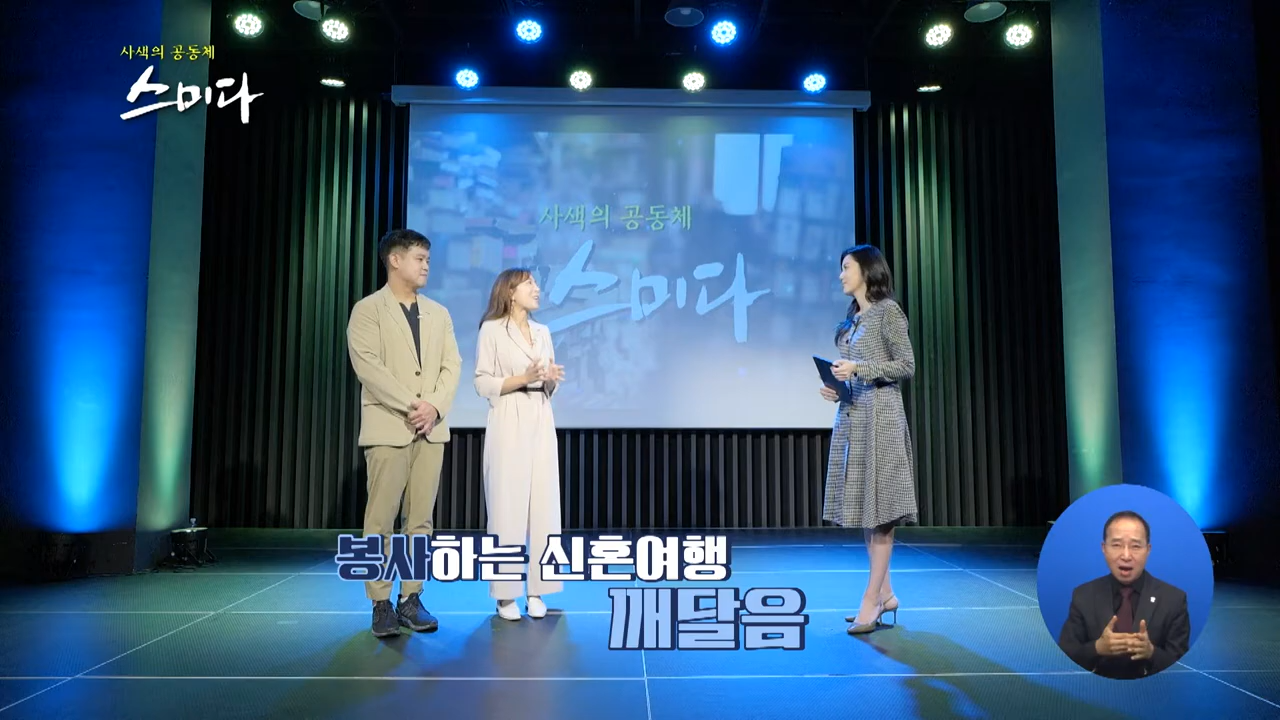 사색의 공동체
스미다
사색의 공동체
스미다
봉사하는 신혼여행
깨달음